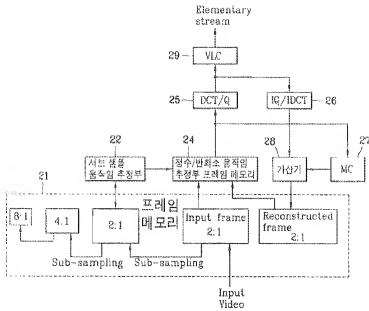 Elementary
stream
29
VLC
25
DCT/Q
IQ/IDCT
26
22
서브 샘플
움직임 추정부
24
정수/반화소 움직임
추정부 프레임 메모리
28
가산기
27
MC
21
8:1
4:1
2:1
프레임
메모리
Input frame
2:1
Reconstructed
frame
2:1
Sub-sampling
Sub-sampling
Input
Video